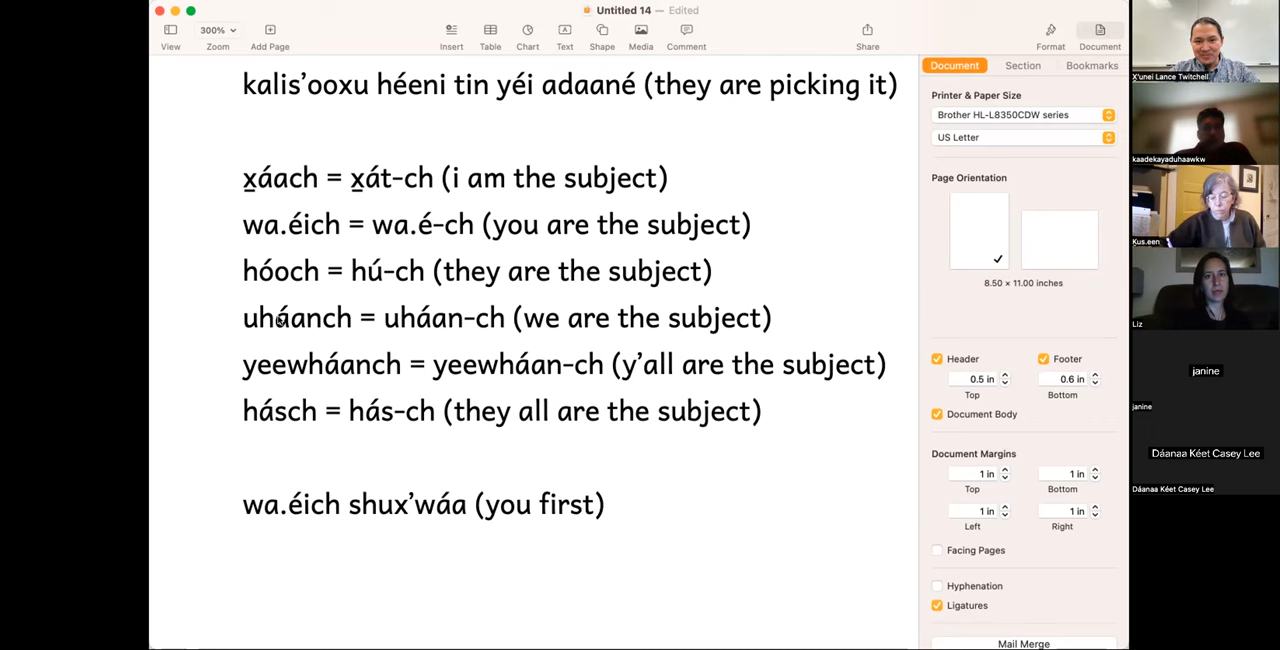 Untitled 14 — Edited
300%
View
Zoom
Add Page
Insert
Table
Chart
Text
Shape
Media
Comment
Share
Format
Document
kalis’ooxu héeni tin yéi adaané (they are picking it)
x̱áach = x̱át-ch (i am the subject)
wa.éich = wa.é-ch (you are the subject)
hóoch = hú-ch (they are the subject)
uháanch = uháan-ch (we are the subject)
yeewháanch = yeewháan-ch (y’all are the subject)
hásch = hás-ch (they all are the subject)
wa.éich shux’wáa (you first)
Document
Section
Bookmarks
Printer & Paper Size
Brother HL-L8350CDW series
US Letter
Page Orientation
8.50 × 11.00 inches
Header
Footer
0.5 in
0.6 in
Top
Bottom
Document Body
Document Margins
1 in
1 in
Top
Bottom
1 in
1 in
Left
Right
Facing Pages
Hyphenation
Ligatures
Mail Merge
X̱'unei Lance Twitchell
kaadekayaduhaawkw
Kus.een
Liz
janine
janine
Dáanaa Kéet Casey Lee
Dáanaa Kéet Casey Lee